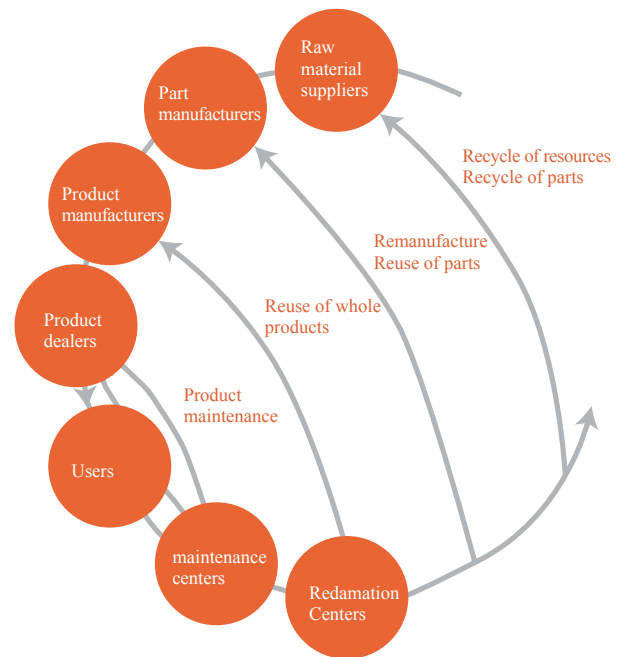 Raw
material
suppliers
Part
manufacturers
Recycle of resources
Recycle of parts
Product
manufacturers
Remanufacture
Reuse of parts
Reuse of whole
products
Product
dealers
Product
maintenance
Users
maintenance
centers
Redamation
Centers